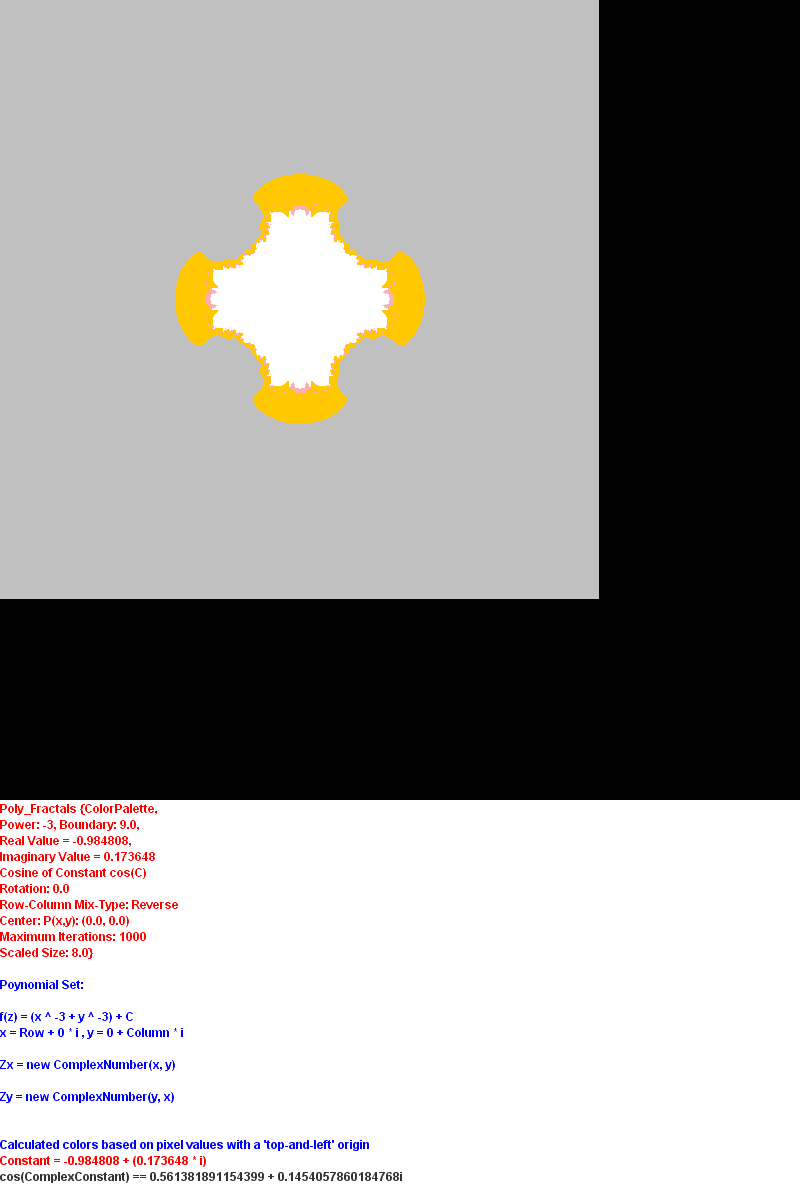 Poly_Fractals {ColorPalette,
Power: -3, Boundary: 9.0,
Real Value = -0.984808,
Imaginary Value = 0.173648
Cosine of Constant cos(C)
Rotation: 0.0
Row-Column Mix-Type: Reverse
Center: P(x,y): (0.0, 0.0)
Maximum Iterations: 1000
Scaled Size: 8.0}
Poynomial Set:
f(z) = (x ^ -3 + y ^ -3) + C
x = Row + 0 * i , y = 0 + Column * i
Zx = new ComplexNumber(x, y)
Zy = new ComplexNumber(y, x)
Calculated colors based on pixel values with a 'top-and-left' origin
Constant = -0.984808 + (0.173648 * i)
cos(ComplexConstant) == 0.561381891154399 + 0.1454057860184768i